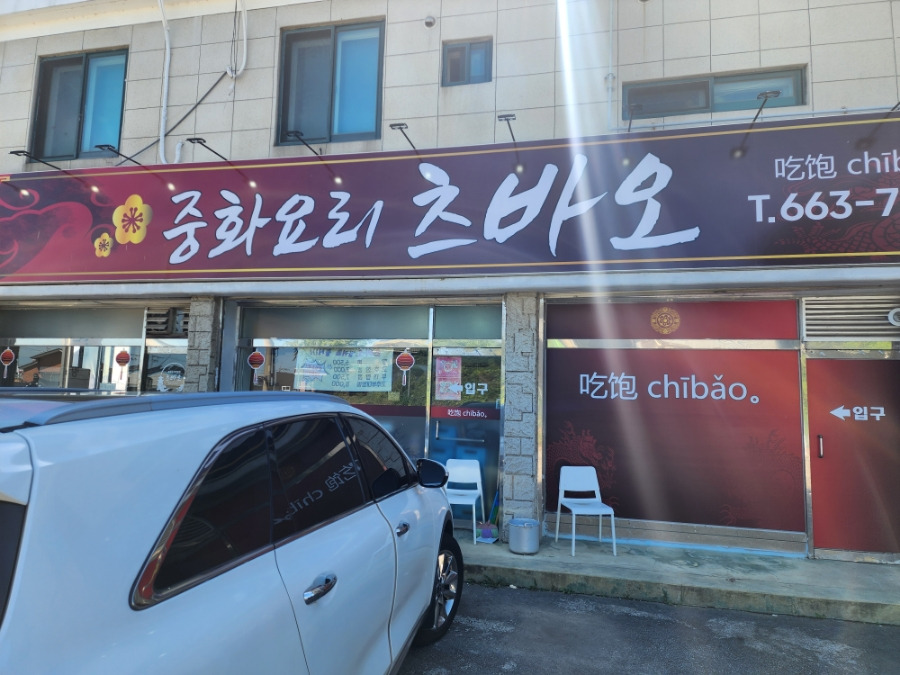 중화요리 츠바오
吃饱 chīb
T.663-7
입구
吃饱 chībǎo。
吃饱 chībǎo。
입구